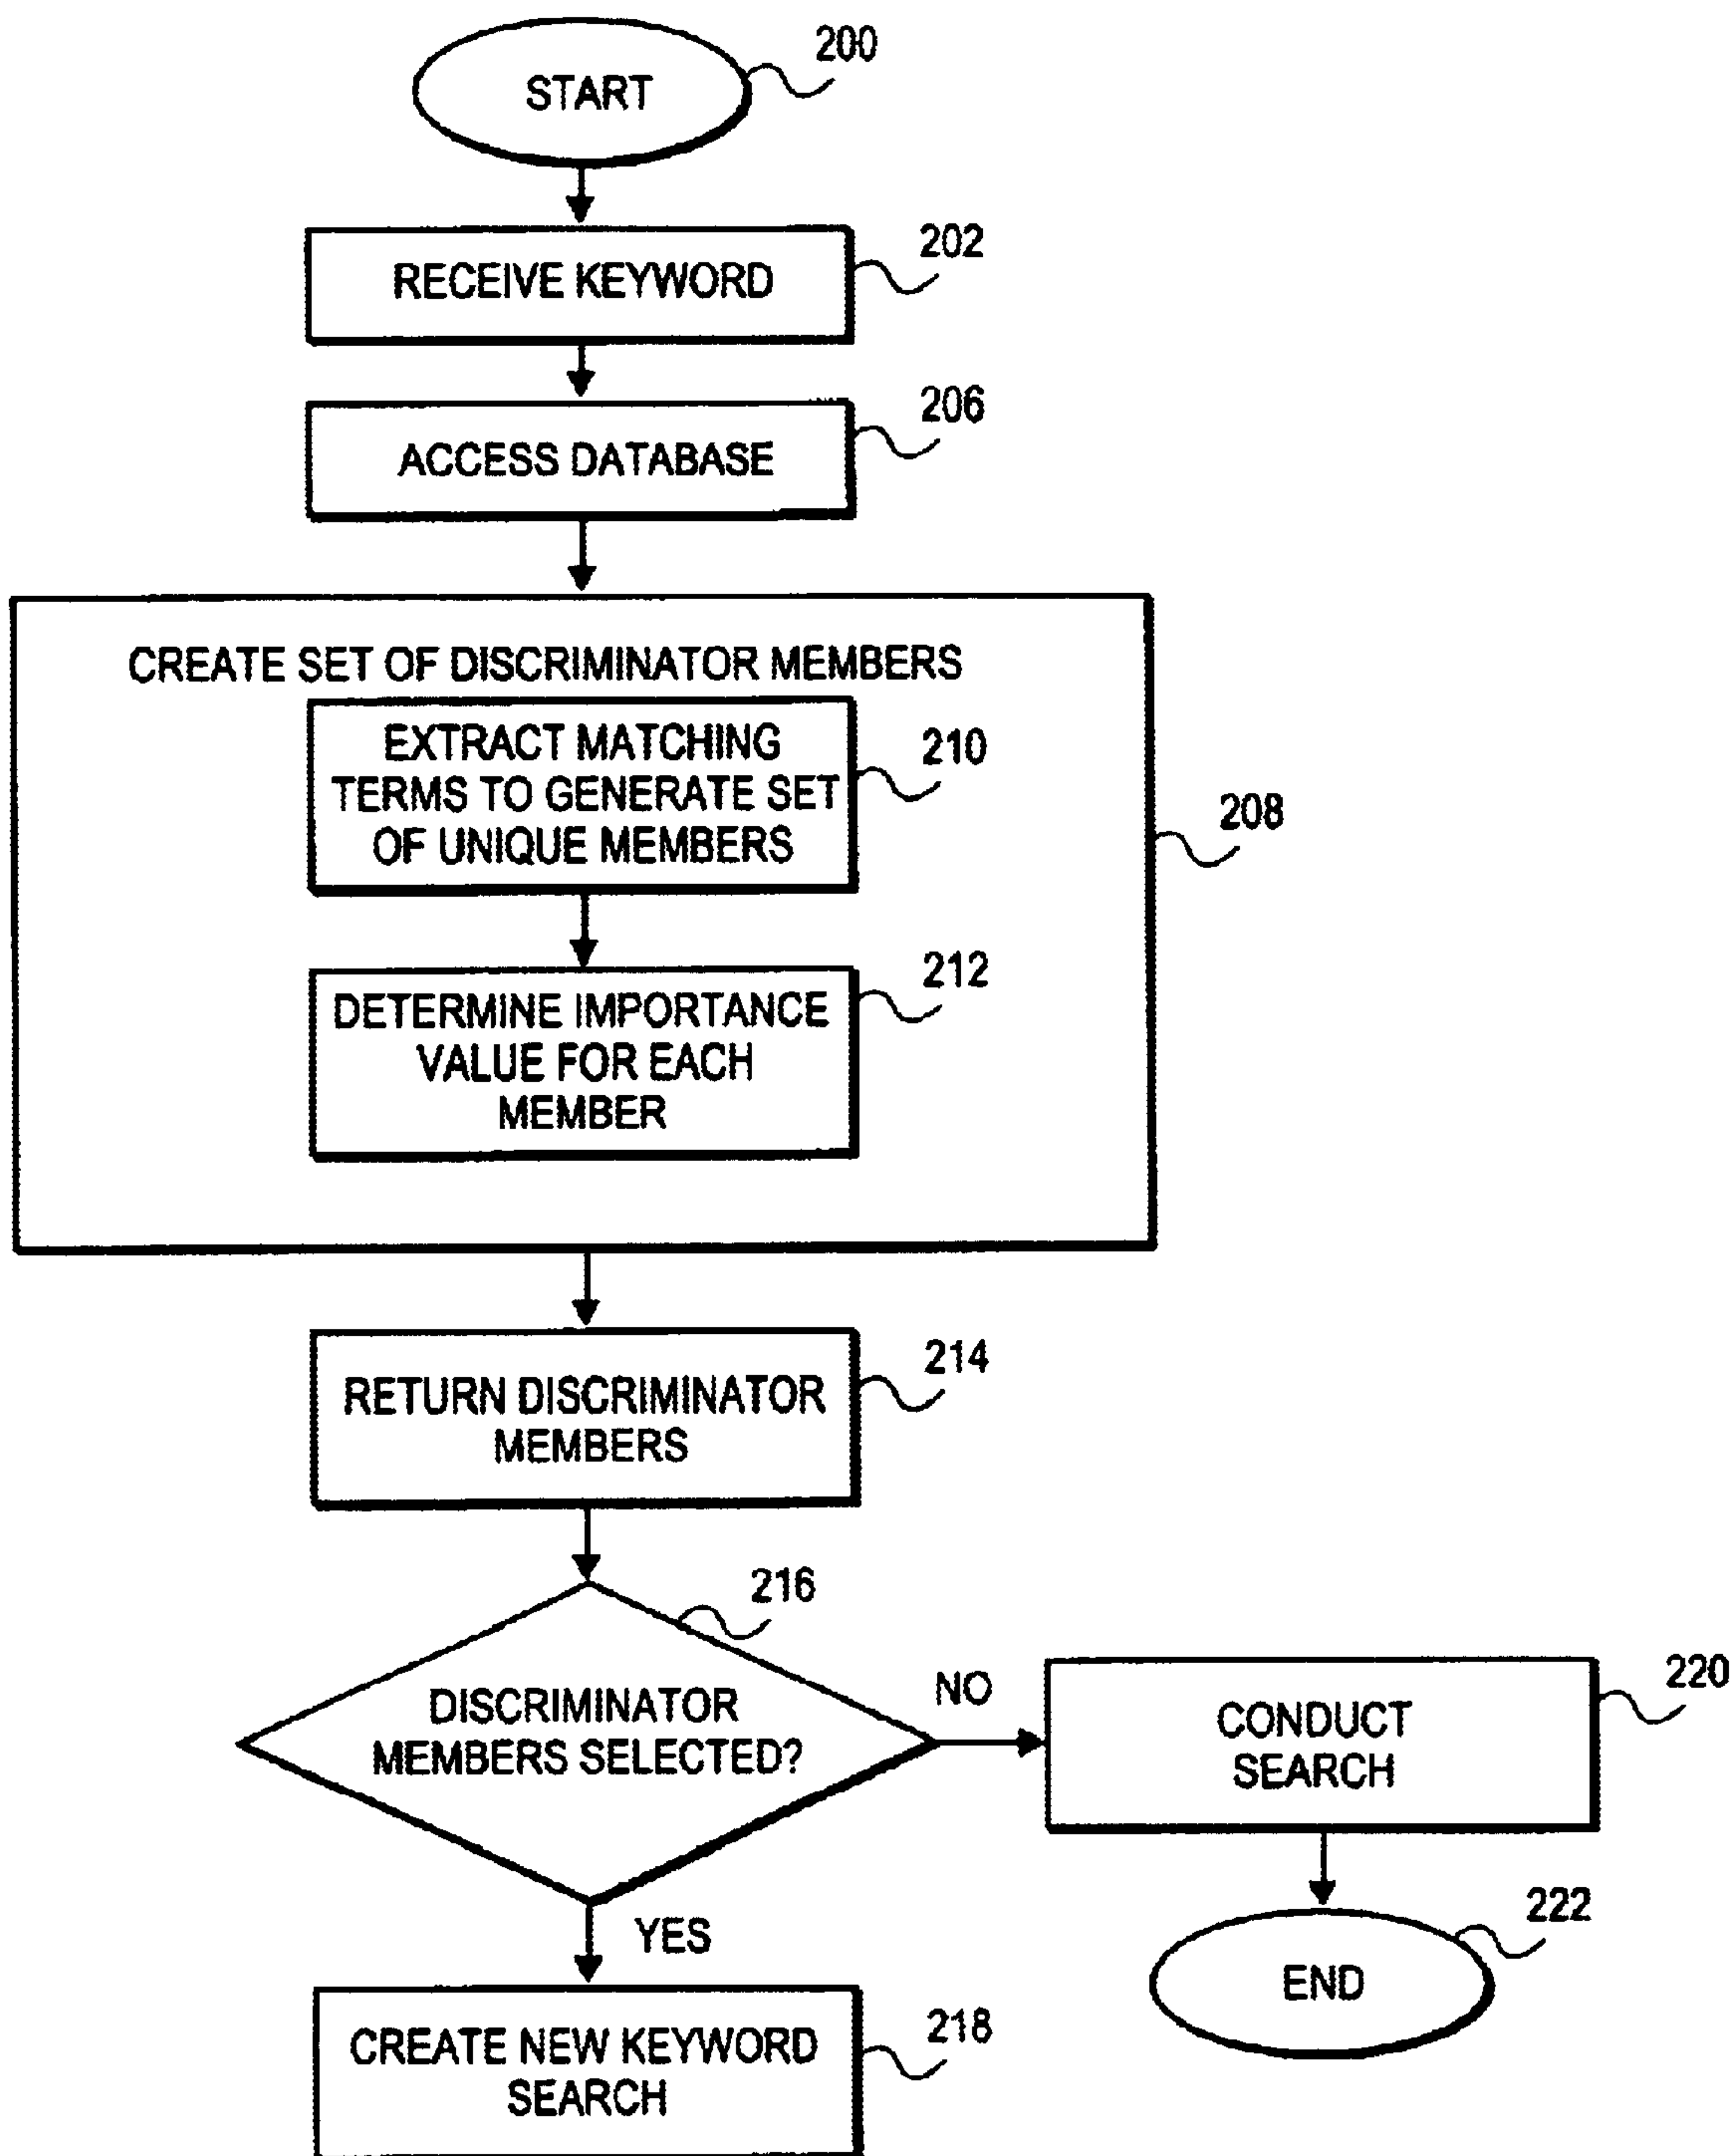 START
200
RECEIVE KEYWORD
202
ACCESS DATABASE
206
CREATE SET OF DISCRIMINATOR MEMBERS
EXTRACT MATCHING
TERMS TO GENERATE SET
OF UNIQUE MEMBERS
210
208
DETERMINE IMPORTANCE
VALUE FOR EACH
MEMBER
212
RETURN DISCRIMINATOR
MEMBERS
214
216
DISCRIMINATOR
MEMBERS SELECTED?
NO
CONDUCT
SEARCH
220
YES
END
222
CREATE NEW KEYWORD
SEARCH
218